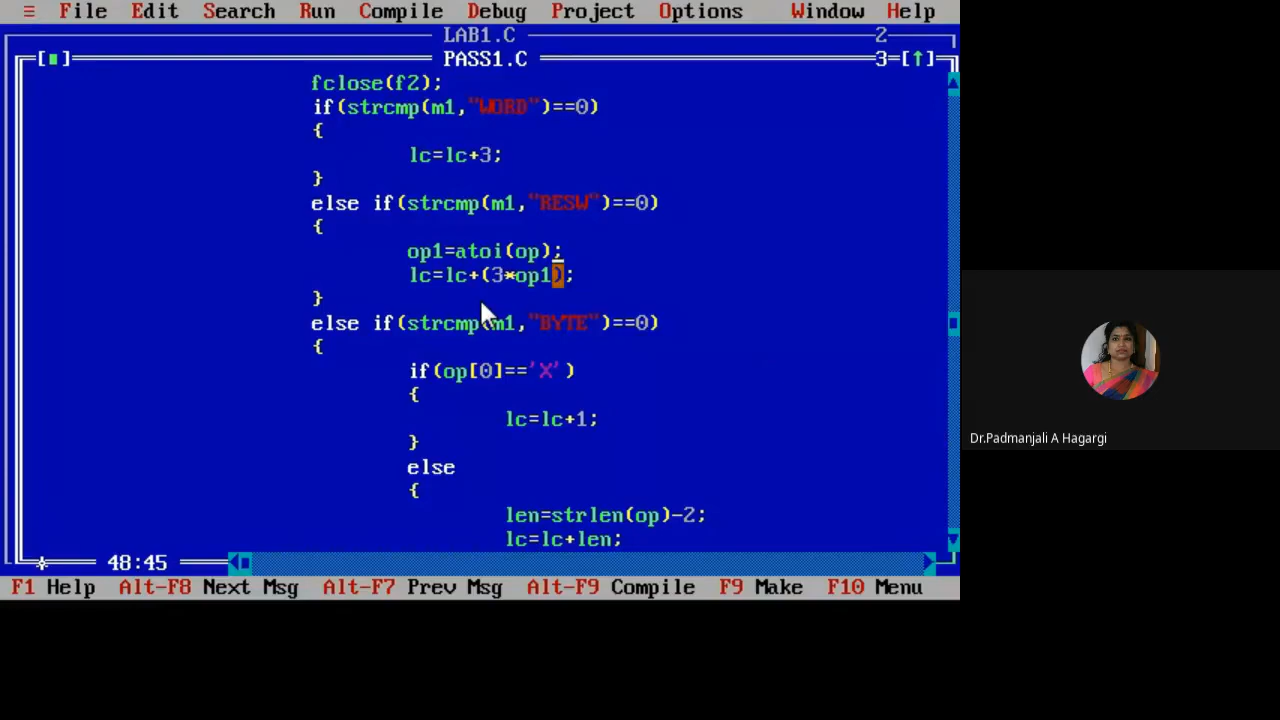 ≡ File Edit Search Run Compile Debug Project Options Window Help
LAB1.C 2
[■] PASS1.C 3=[↑]
fclose(f2);
if(strcmp(m1,"WORD")==0)
{
lc=lc+3;
}
else if(strcmp(m1,"RESW")==0)
{
op1=atoi(op);
lc=lc+(3*op1);
}
else if(strcmp(m1,"BYTE")==0)
{
if(op[0]=='X')
{
lc=lc+1;
}
else
{
len=strlen(op)-2;
lc=lc+len;
48:45
F1 Help Alt-F8 Next Msg Alt-F7 Prev Msg Alt-F9 Compile F9 Make F10 Menu
Dr.Padmanjali A Hagargi